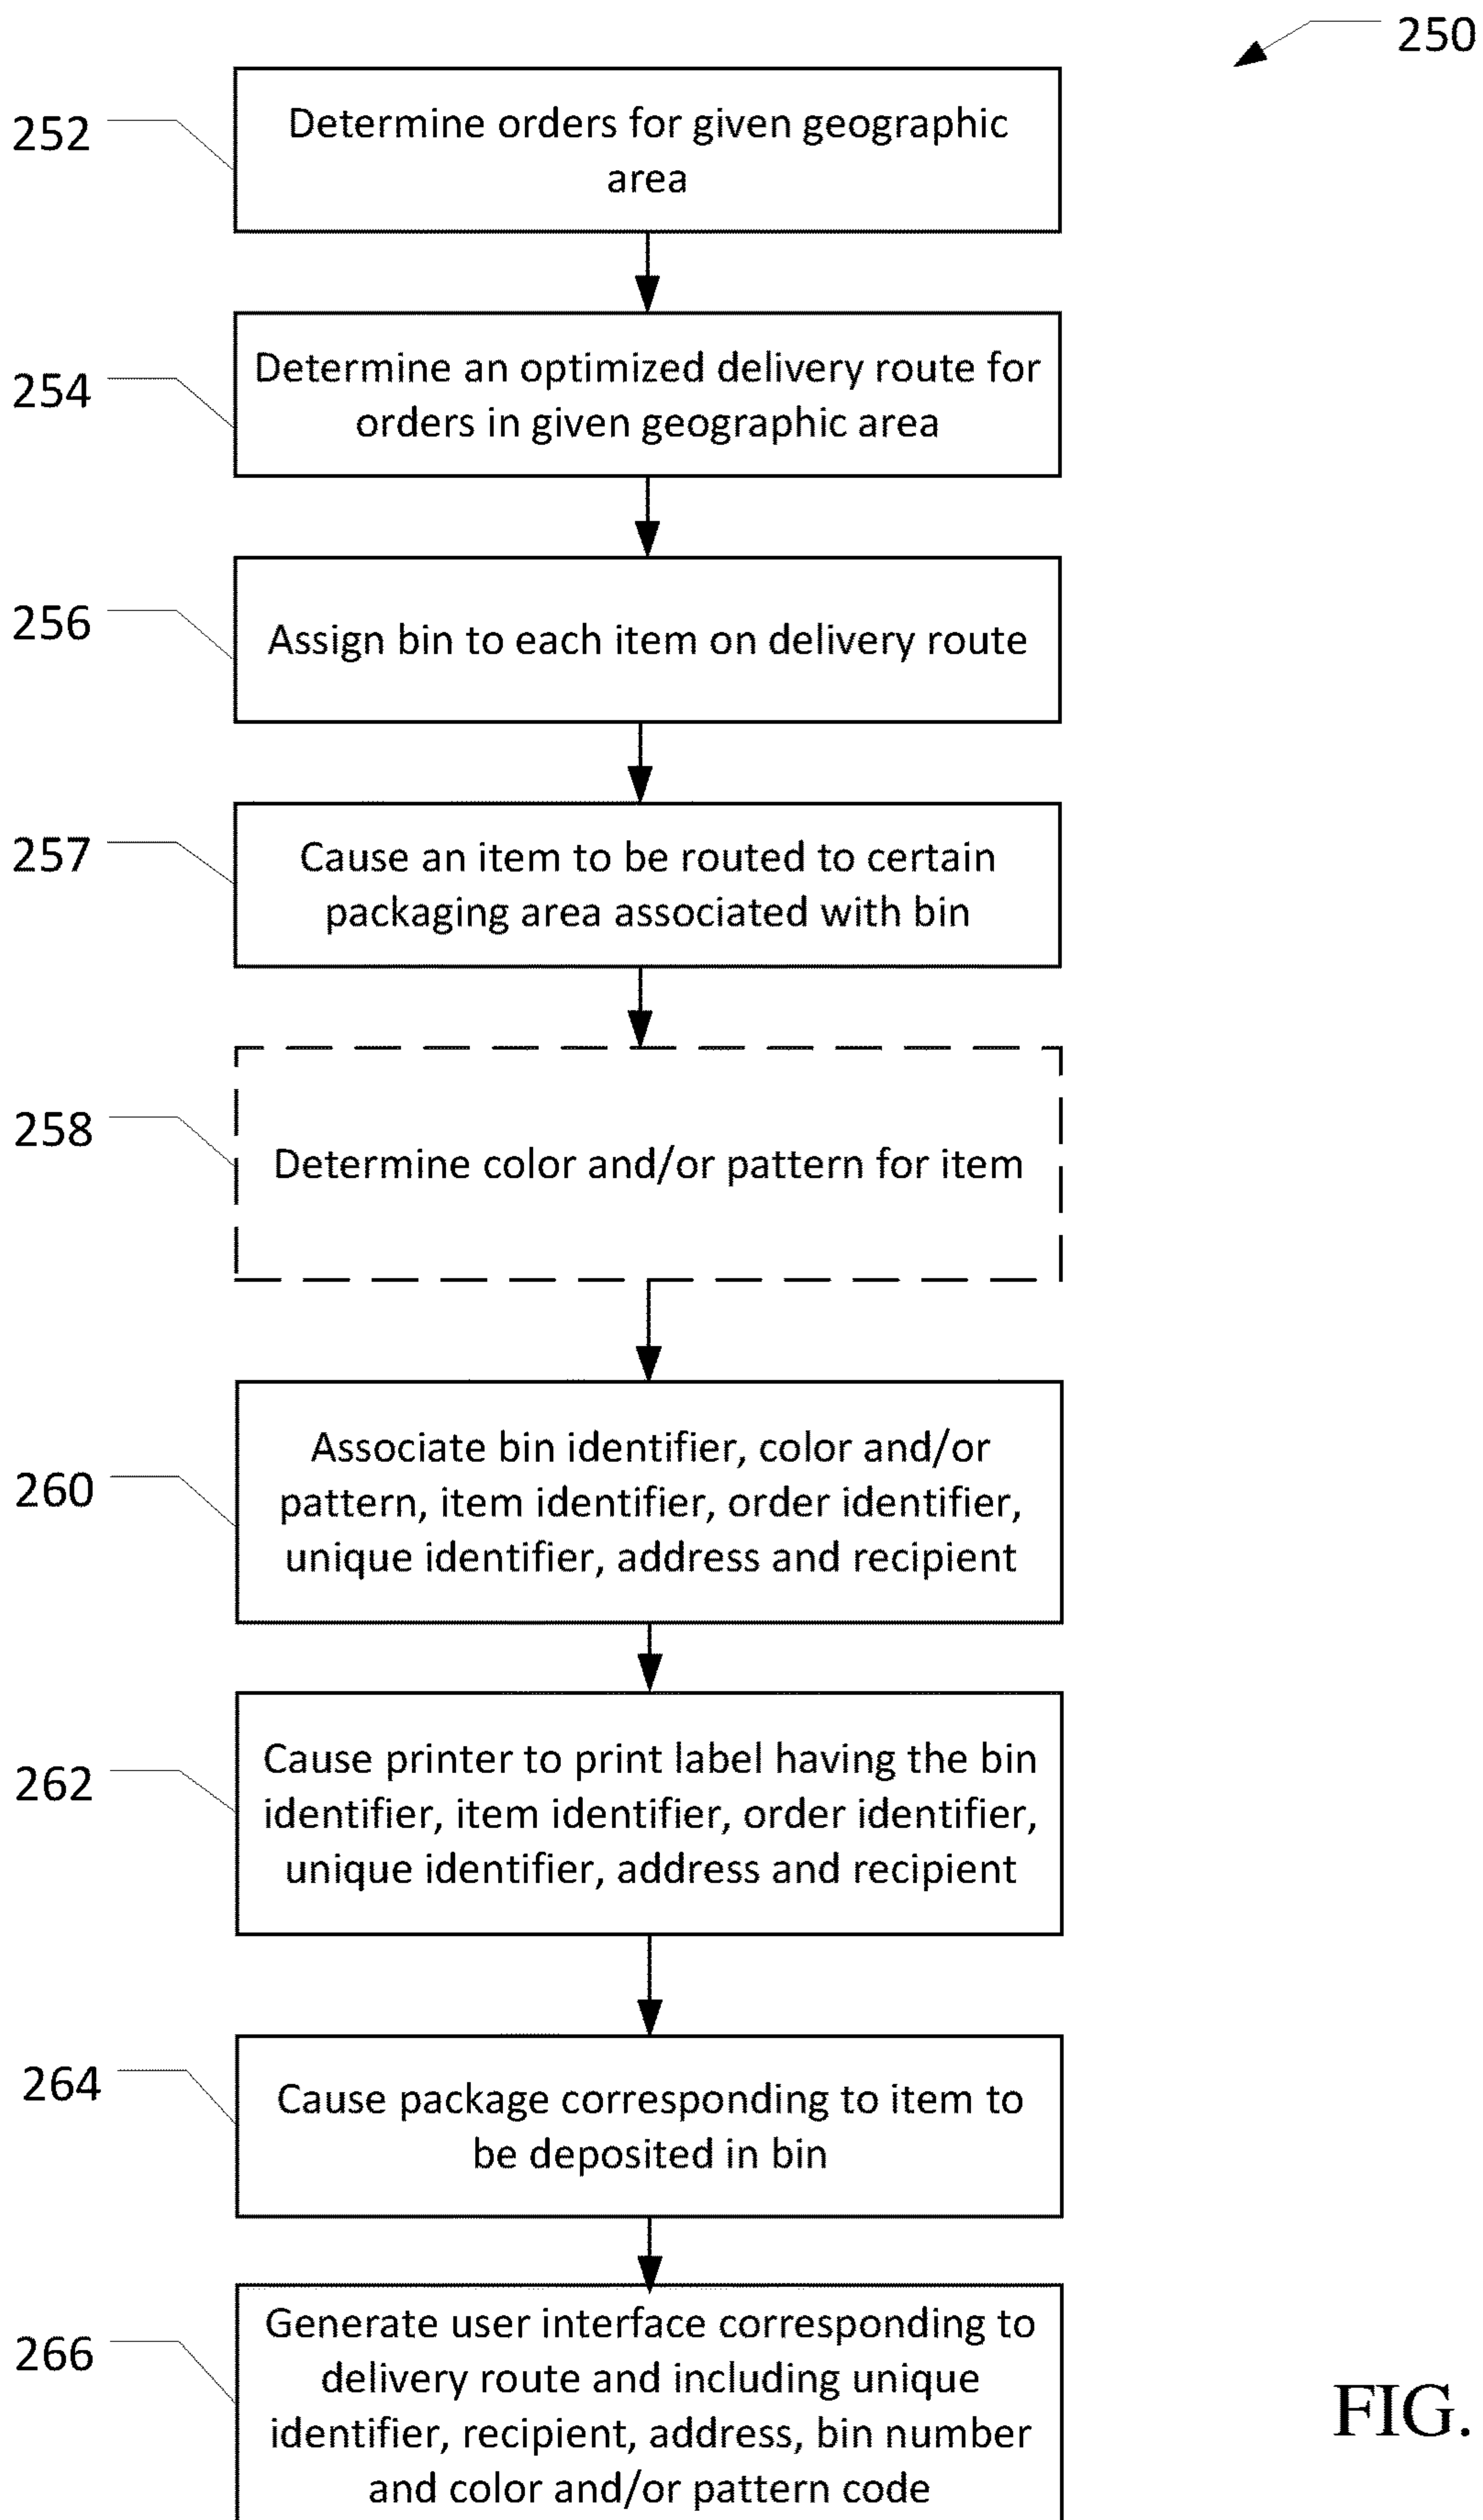 250
252
Determine orders for given geographic
area
254
Determine an optimized delivery route for
orders in given geographic area
256
Assign bin to each item on delivery route
257
Cause an item to be routed to certain
packaging area associated with bin
258
Determine color and/or pattern for item
260
Associate bin identifier, color and/or
pattern, item identifier, order identifier,
unique identifier, address and recipient
262
Cause printer to print label having the bin
identifier, item identifier, order identifier,
unique identifier, address and recipient
264
Cause package corresponding to item to
be deposited in bin
266
Generate user interface corresponding to
delivery route and including unique
identifier, recipient, address, bin number
and color and/or pattern code
FIG.